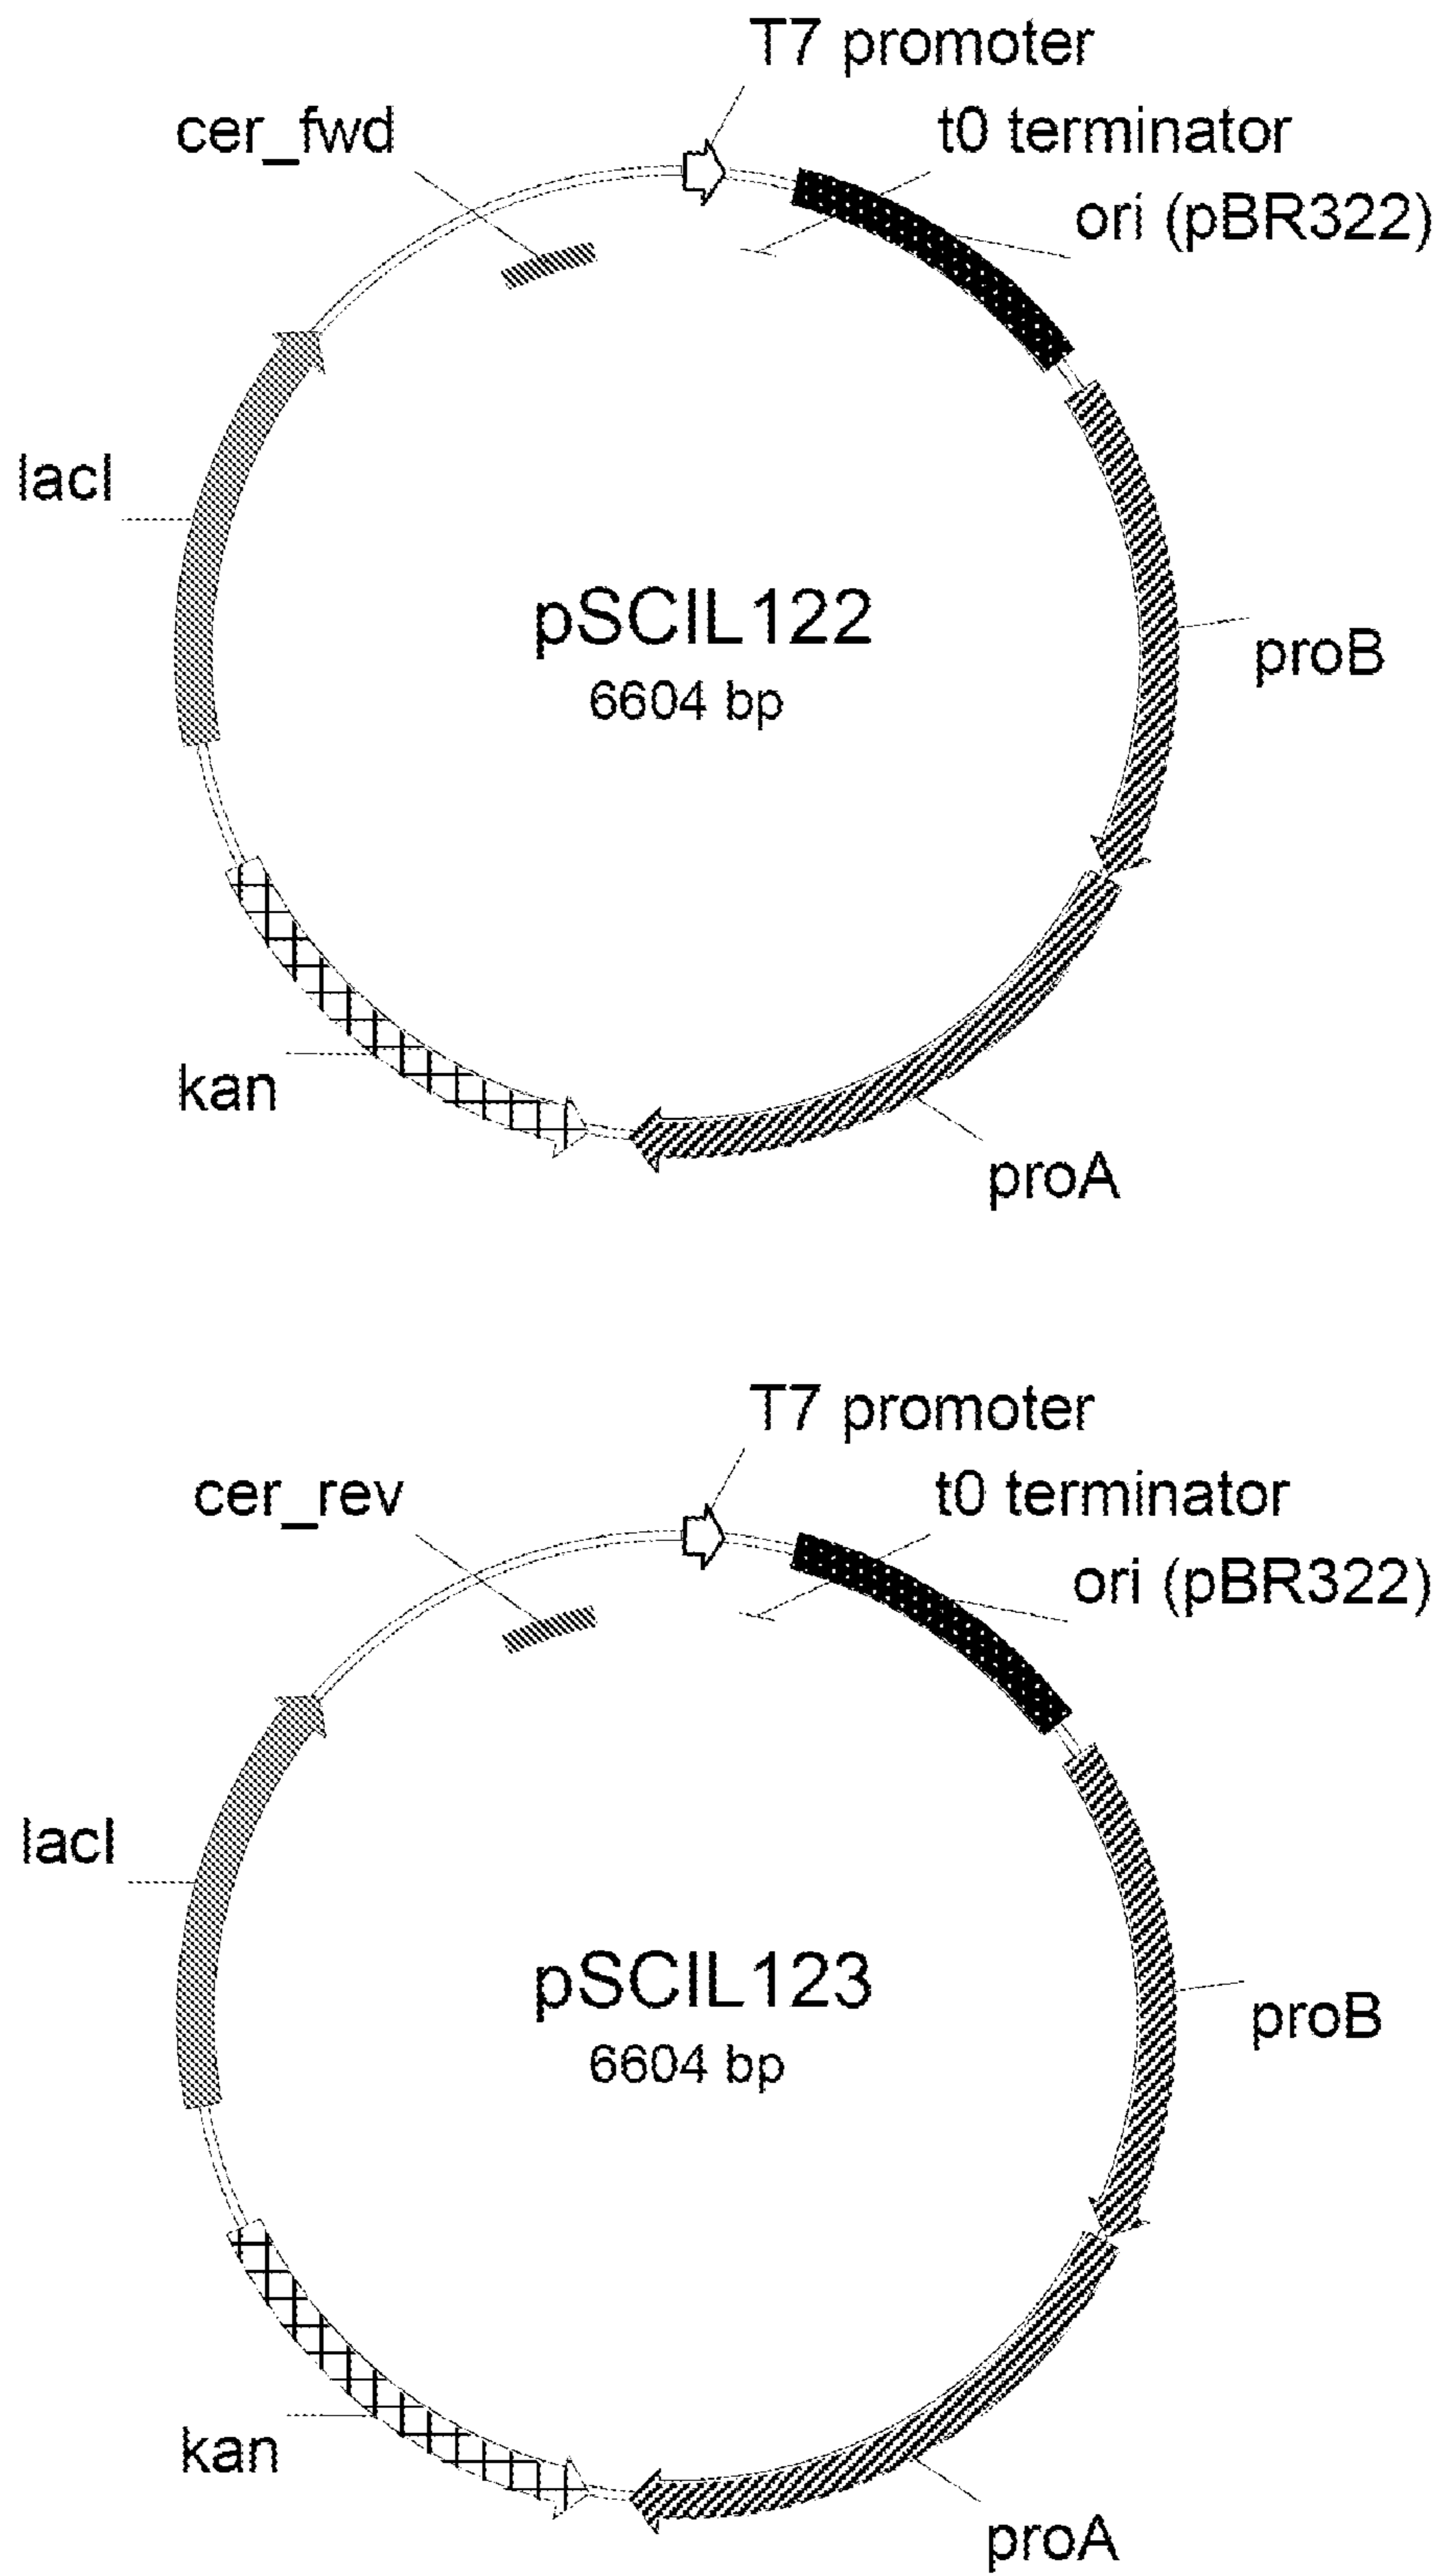 T7 promoter
cer_fwd
t0 terminator
ori (pBR322)
lacI
pSCIL122
6604 bp
proB
kan
proA
T7 promoter
cer_rev
t0 terminator
ori (pBR322)
lacI
pSCIL123
6604 bp
proB
kan
proA